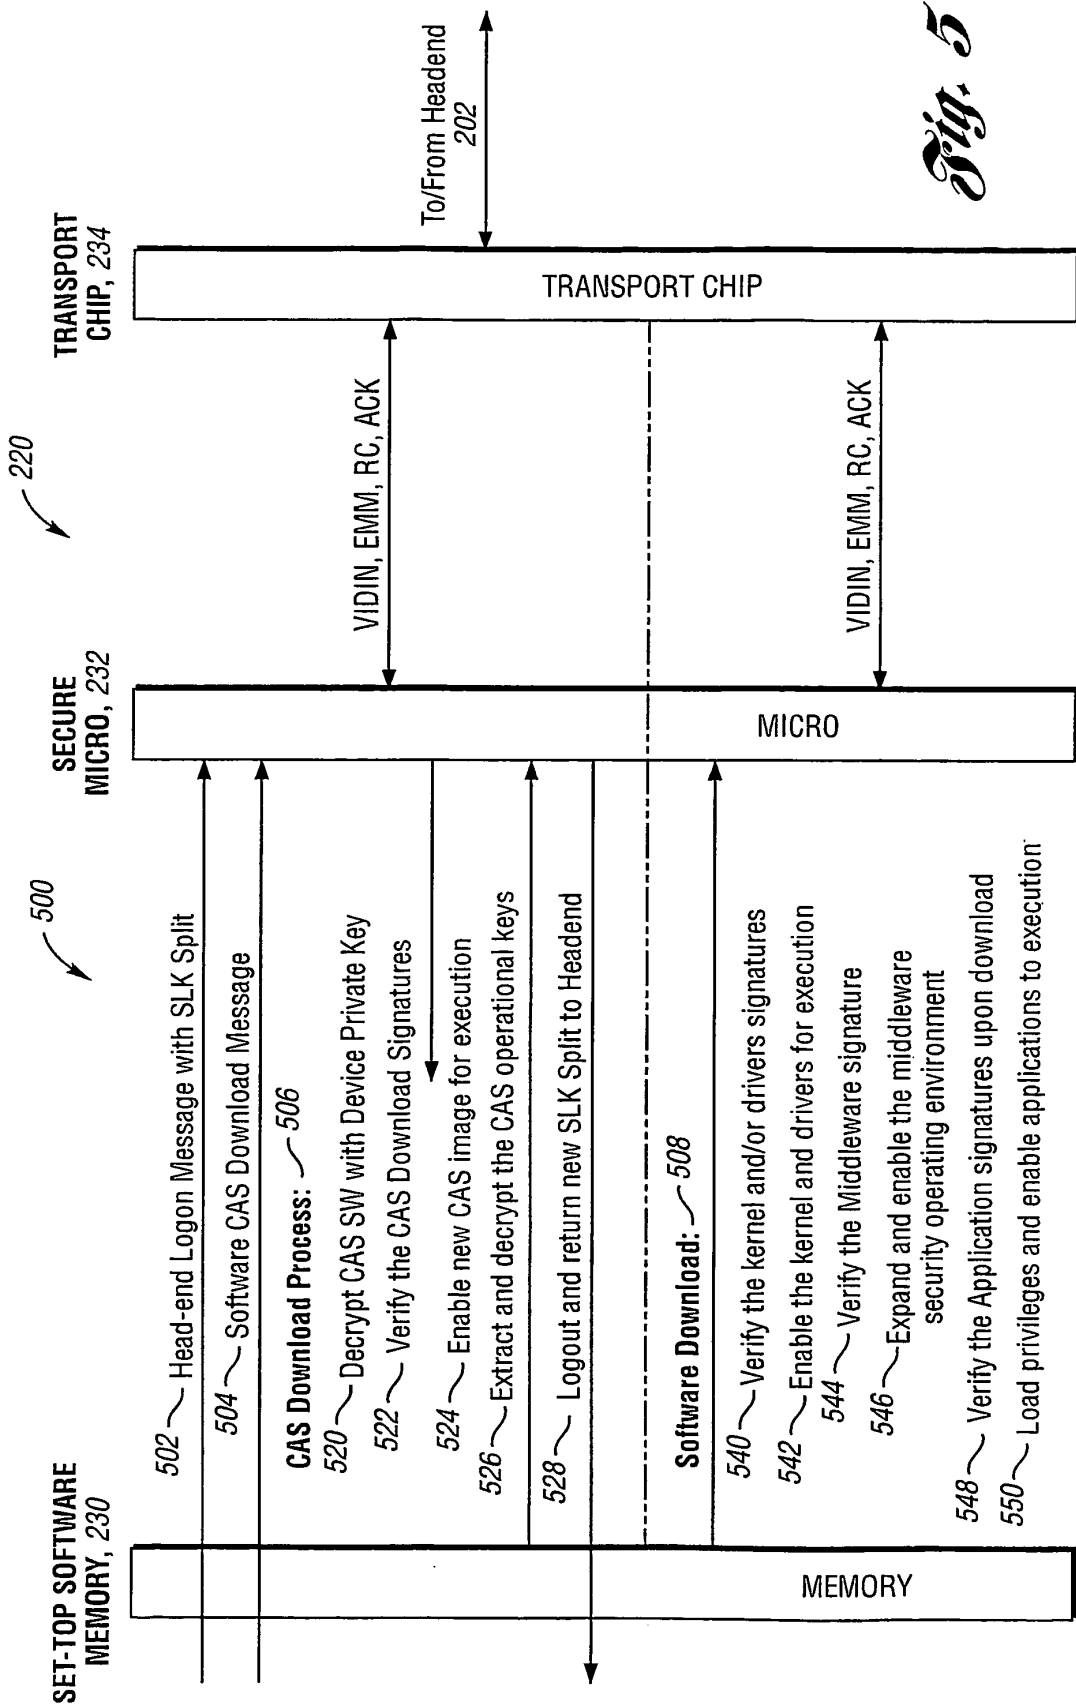 SET-TOP SOFTWARE
MEMORY, 230
500
SECURE
MICRO, 232
220
TRANSPORT
CHIP, 234
502 Head-end Logon Message with SLK Split
504 Software CAS Download Message
CAS Download Process: 506
520 Decrypt CAS SW with Device Private Key
522 Verify the CAS Download Signatures
524 Enable new CAS image for execution
526 Extract and decrypt the CAS operational keys
528 Logout and return new SLK Split to Headend
Software Download: 508
540 Verify the kernel and/or drivers signatures
542 Enable the kernel and drivers for execution
544 Verify the Middleware signature
546 Expand and enable the middleware
security operating environment
548 Verify the Application signatures upon download
550 Load privileges and enable applications to execution
MEMORY
MICRO
VIDIN, EMM, RC, ACK
VIDIN, EMM, RC, ACK
TRANSPORT CHIP
To/From Headend
202
Fig. 5